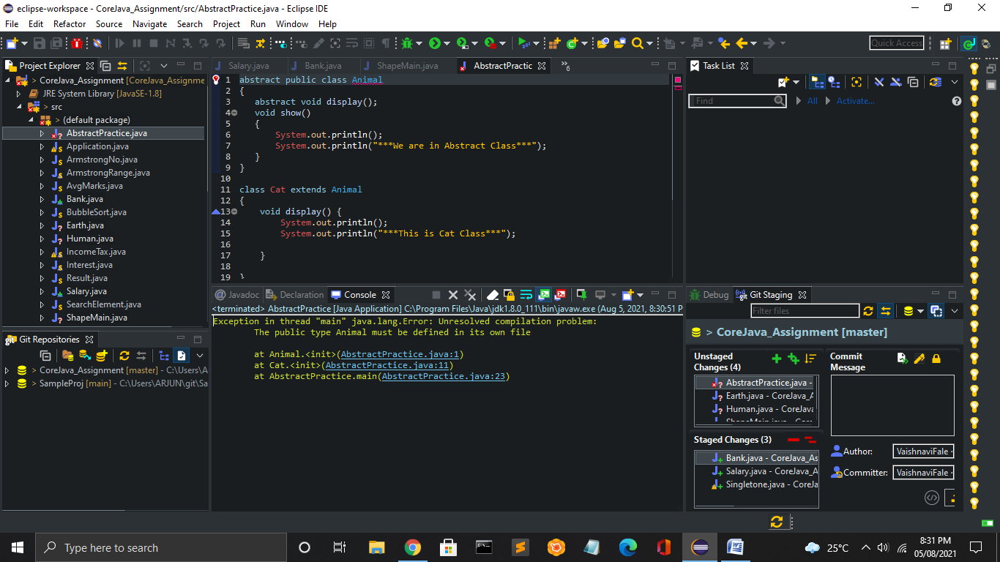 eclipse-workspace - CoreJava_Assignment/src/AbstractPractice.java - Eclipse IDE
File Edit Refactor Source Navigate Search Project Run Window Help
Quick Access
Project Explorer
> CoreJava_Assignment [CoreJava_Assignme
JRE System Library [JavaSE-1.8]
> src
> (default package)
AbstractPractice.java
Application.java
ArmstrongNo.java
ArmstrongRange.java
AvgMarks.java
Bank.java
BubbleSort.java
Earth.java
Human.java
IncomeTax.java
Interest.java
Result.java
Salary.java
SearchElement.java
ShapeMain.java
Git Repositories
> CoreJava_Assignment [master] - C:\Users\A
> SampleProj [main] - C:\Users\ARJUN\git\Sa
Salary.java Bank.java ShapeMain.java AbstractPractic »6
1 abstract public class Animal
2 {
3 abstract void display();
4 void show()
5 {
6 System.out.println();
7 System.out.println("***We are in Abstract Class***");
8 }
9 }
10
11 class Cat extends Animal
12 {
13 void display() {
14 System.out.println();
15 System.out.println("***This is Cat Class***");
16
17 }
18
19 }
Javadoc Declaration Console
<terminated> AbstractPractice [Java Application] C:\Program Files\Java\jdk1.8.0_111\bin\javaw.exe (Aug 5, 2021, 8:30:51 P
Exception in thread "main" java.lang.Error: Unresolved compilation problem:
The public type Animal must be defined in its own file
at Animal.<init>(AbstractPractice.java:1)
at Cat.<init>(AbstractPractice.java:11)
at AbstractPractice.main(AbstractPractice.java:23)
Task List
Find All Activate...
Debug Git Staging
Filter files
> CoreJava_Assignment [master]
Unstaged Changes (4)
AbstractPractice.java -
Earth.java - CoreJava_A
Human.java - CoreJava
ShapeMain.java - Core
Staged Changes (3)
Bank.java - CoreJava_As
Salary.java - CoreJava_A
Singletone.java - CoreJa
Commit Message
Author: VaishnaviFale
Committer: VaishnaviFale
Type here to search
25°C
8:31 PM
05/08/2021